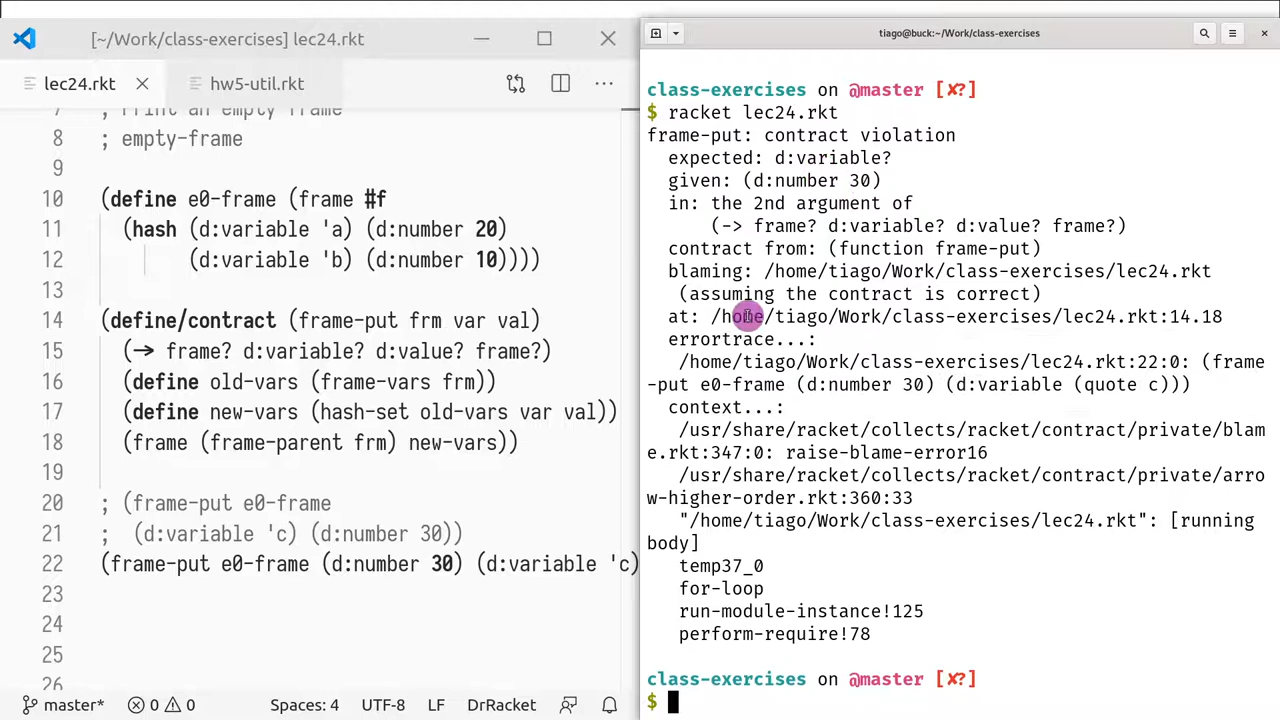 [~/Work/class-exercises] lec24.rkt
lec24.rkt
hw5-util.rkt
7 ; Print an empty frame
8 ; empty-frame
9
10 (define e0-frame (frame #f
11 (hash (d:variable 'a) (d:number 20)
12 (d:variable 'b) (d:number 10))))
13
14 (define/contract (frame-put frm var val)
15 (→ frame? d:variable? d:value? frame?)
16 (define old-vars (frame-vars frm))
17 (define new-vars (hash-set old-vars var val))
18 (frame (frame-parent frm) new-vars))
19
20 ; (frame-put e0-frame
21 ;  (d:variable 'c) (d:number 30))
22 (frame-put e0-frame (d:number 30) (d:variable 'c)
23
24
25
26
master* 0 0 Spaces: 4 UTF-8 LF DrRacket
tiago@buck:~/Work/class-exercises
class-exercises on @master [✘?]
$ racket lec24.rkt
frame-put: contract violation
expected: d:variable?
given: (d:number 30)
in: the 2nd argument of
(-> frame? d:variable? d:value? frame?)
contract from: (function frame-put)
blaming: /home/tiago/Work/class-exercises/lec24.rkt
(assuming the contract is correct)
at: /home/tiago/Work/class-exercises/lec24.rkt:14.18
errortrace...:
/home/tiago/Work/class-exercises/lec24.rkt:22:0: (frame
-put e0-frame (d:number 30) (d:variable (quote c)))
context...:
/usr/share/racket/collects/racket/contract/private/blam
e.rkt:347:0: raise-blame-error16
/usr/share/racket/collects/racket/contract/private/arro
w-higher-order.rkt:360:33
"/home/tiago/Work/class-exercises/lec24.rkt": [running
body]
temp37_0
for-loop
run-module-instance!125
perform-require!78
class-exercises on @master [✘?]
$